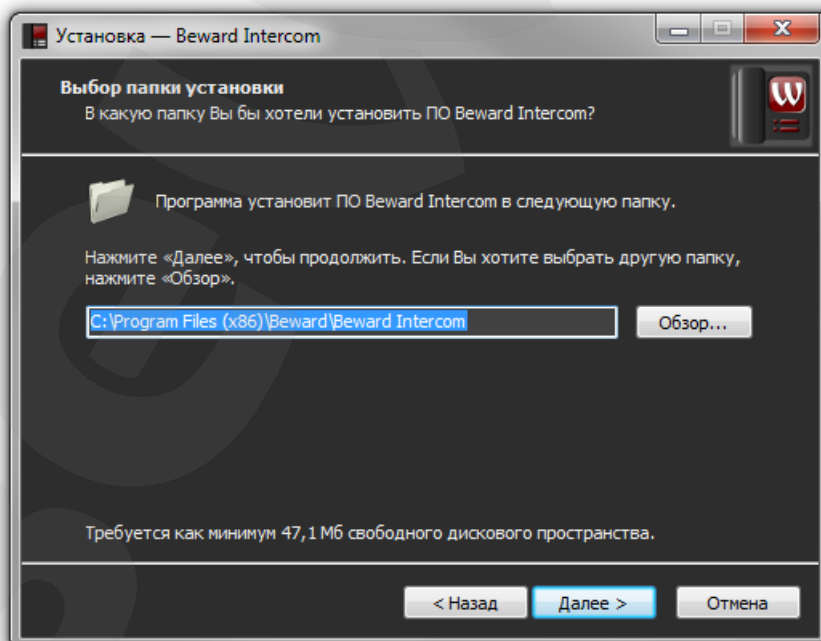 Установка — Beward Intercom
Выбор папки установки
В какую папку Вы бы хотели установить ПО Beward Intercom?
W
Программа установит ПО Beward Intercom в следующую папку.
Нажмите «Далее», чтобы продолжить. Если Вы хотите выбрать другую папку,
нажмите «Обзор».
C:\Program Files (x86)\Beward\Beward Intercom
Обзор...
Требуется как минимум 47,1 Мб свободного дискового пространства.
< Назад
Далее >
Отмена